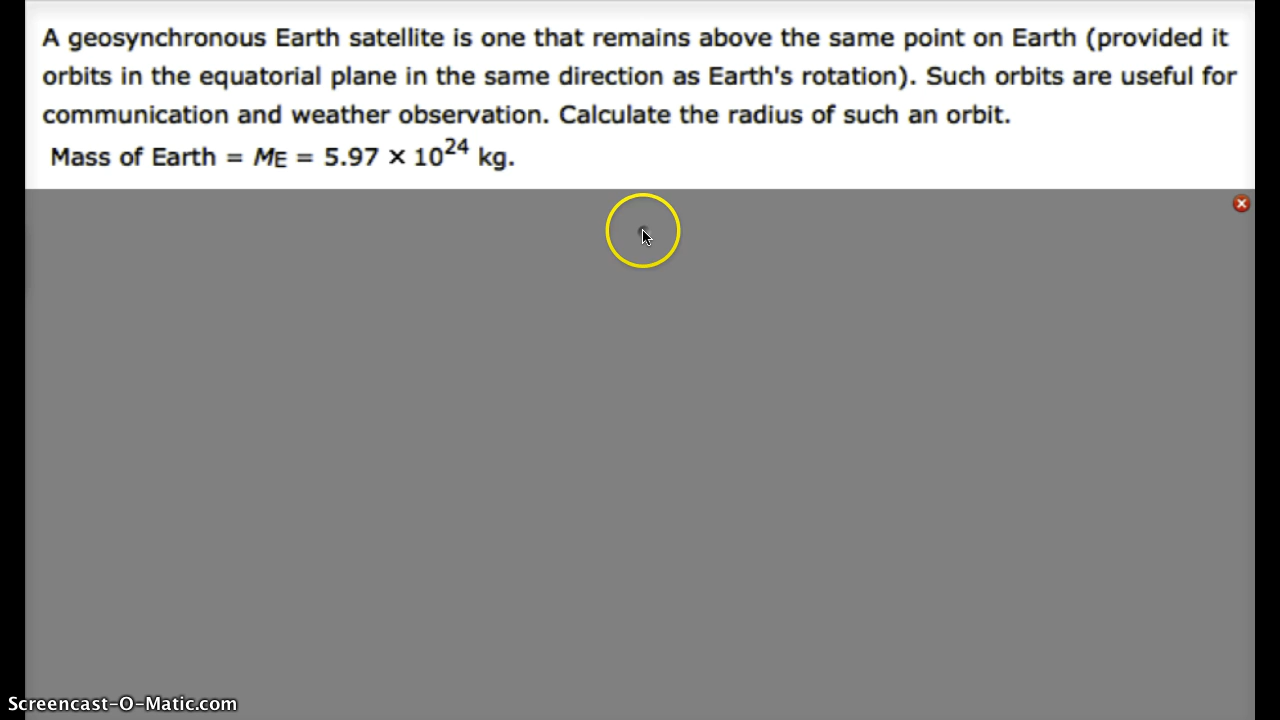 A geosynchronous Earth satellite is one that remains above the same point on Earth (provided it
orbits in the equatorial plane in the same direction as Earth's rotation). Such orbits are useful for
communication and weather observation. Calculate the radius of such an orbit.
Mass of Earth = ME = 5.97 × 10²⁴ kg.
Screencast-O-Matic.com